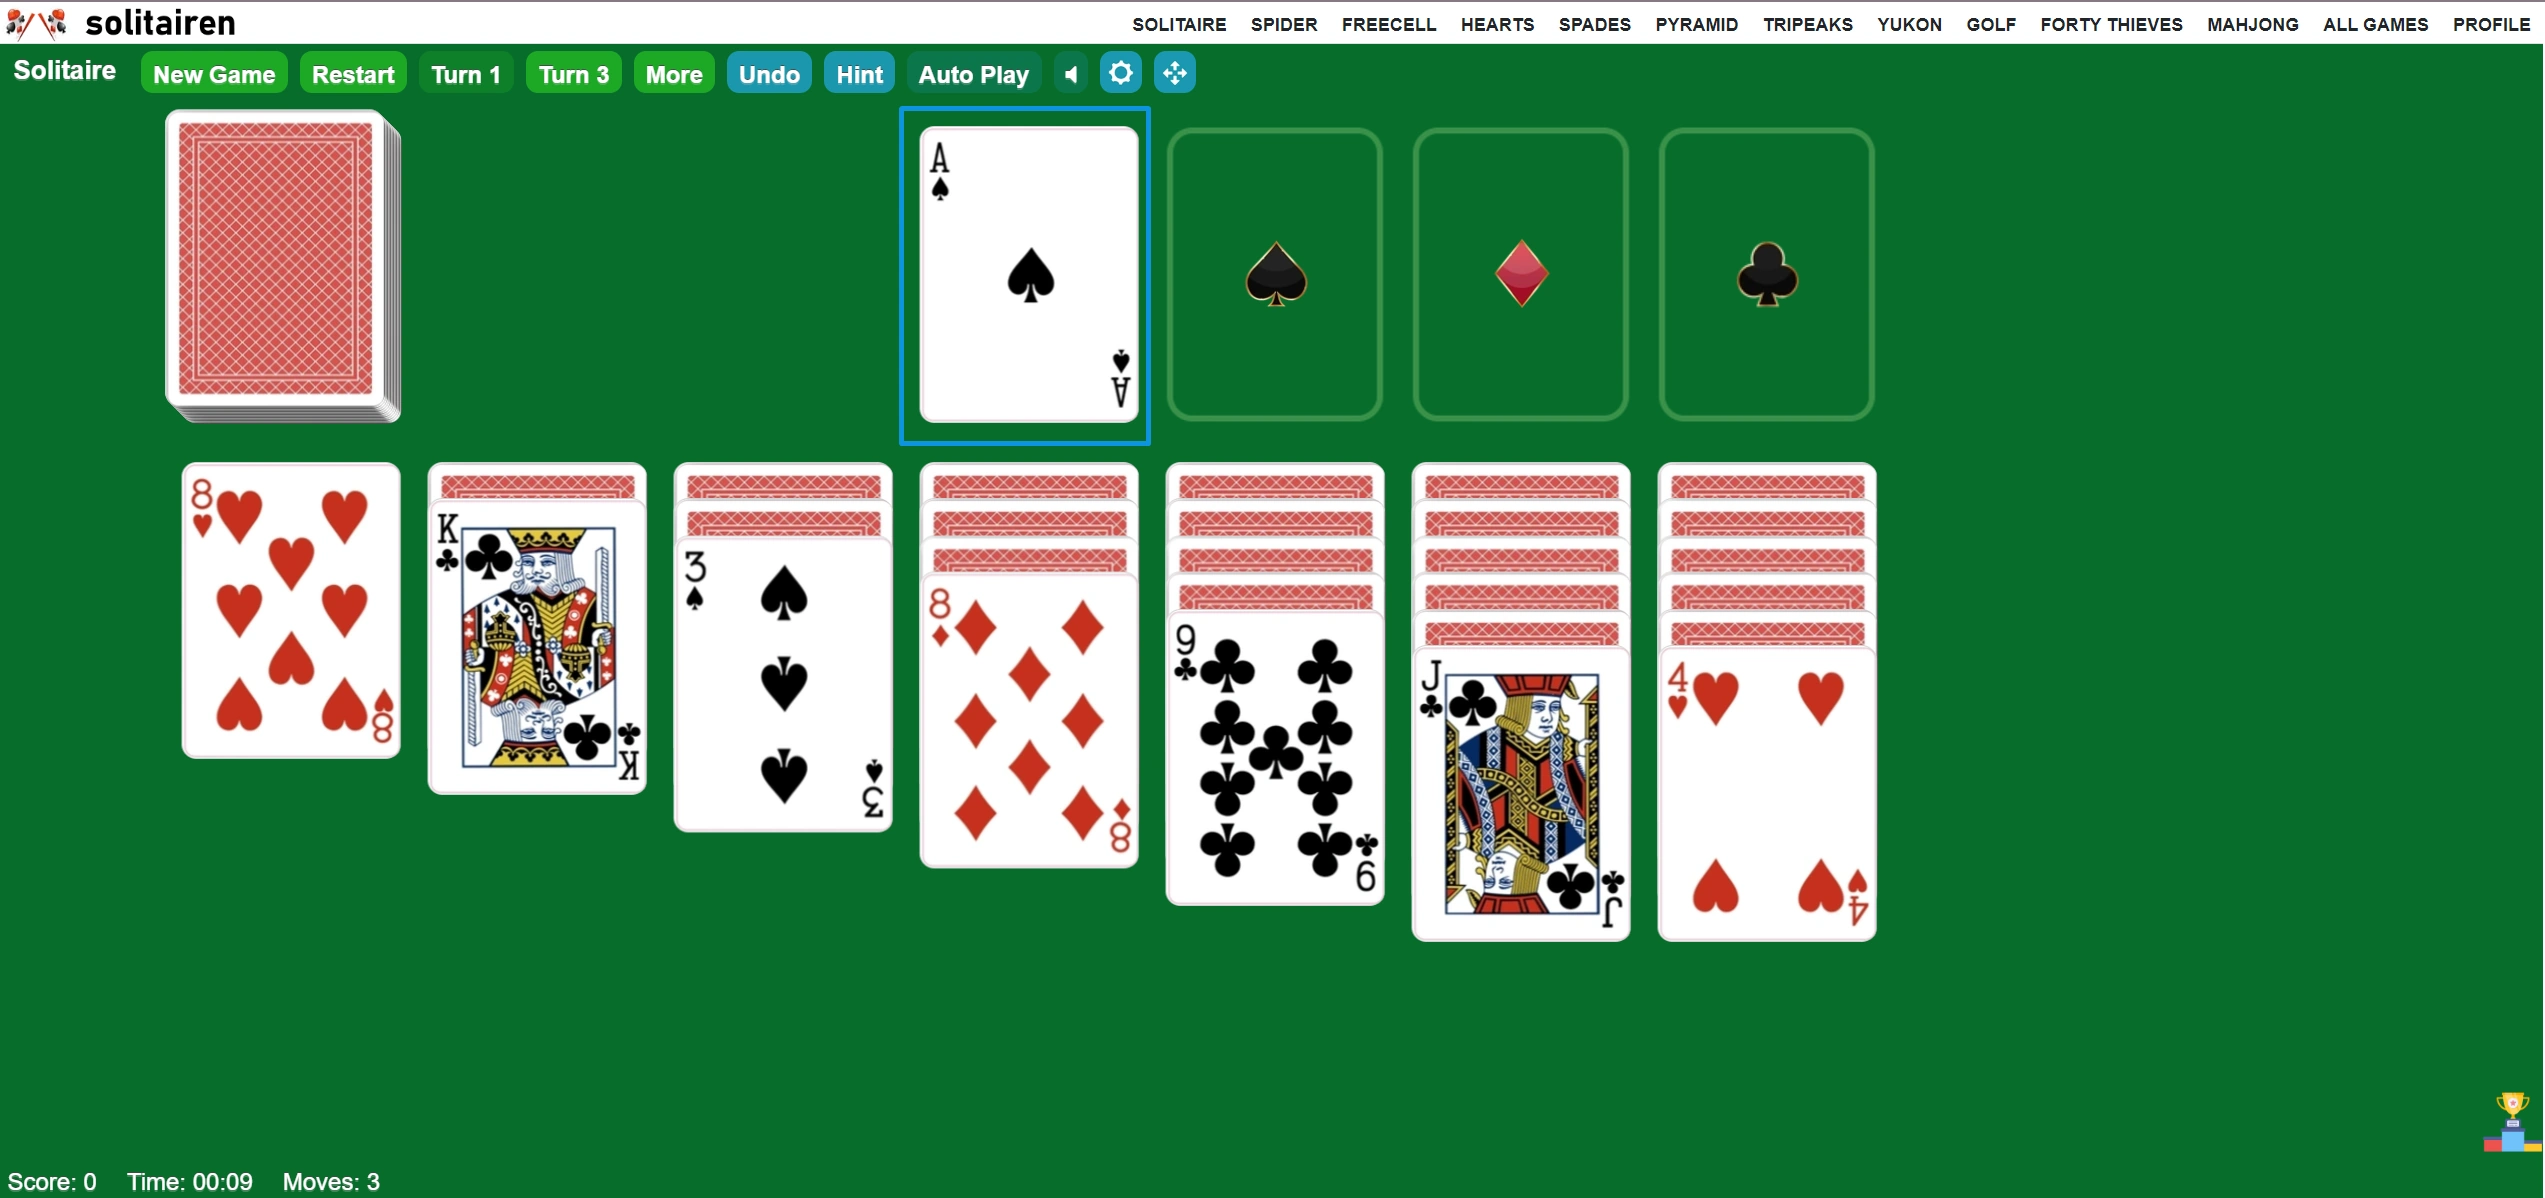 solitairen SOLITAIRE SPIDER FREECELL HEARTS SPADES PYRAMID TRIPEAKS YUKON GOLF FORTY THIEVES MAHJONG ALL GAMES PROFILE
Solitaire New Game Restart Turn 1 Turn 3 More Undo Hint Auto Play
A
A
8
8
K
K
3
3
8
8
9
9
J
J
4
4
Score: 0 Time: 00:09 Moves: 3